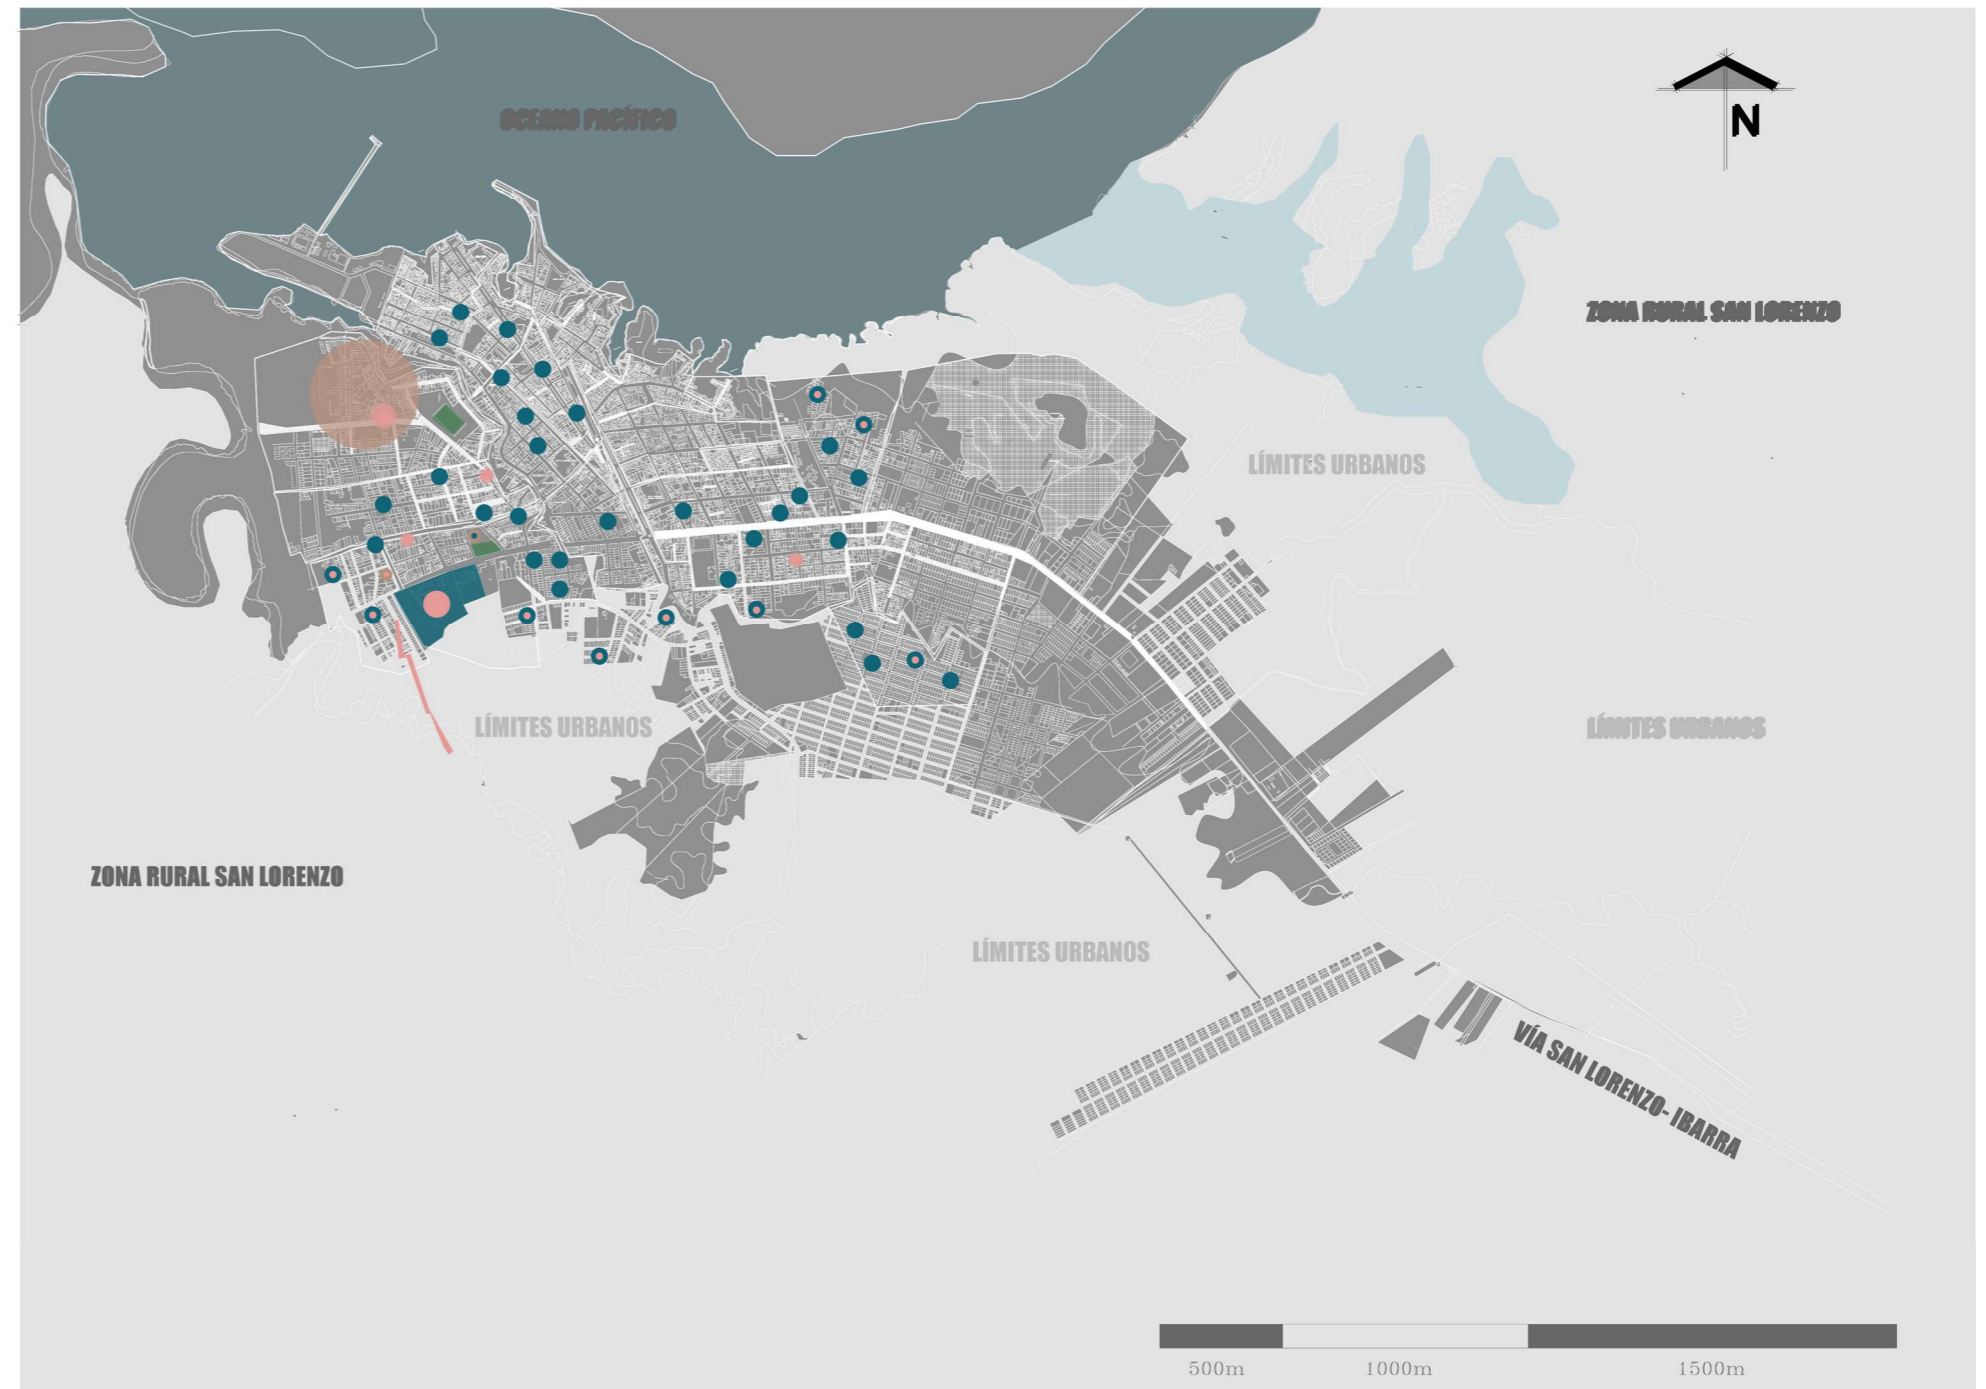 OCEANO PACÍFICO
N
ZONA RURAL SAN LORENZO
LÍMITES URBANOS
LÍMITES URBANOS
LÍMITES URBANOS
ZONA RURAL SAN LORENZO
LÍMITES URBANOS
VÍA SAN LORENZO- IBARRA
500m 1000m 1500m